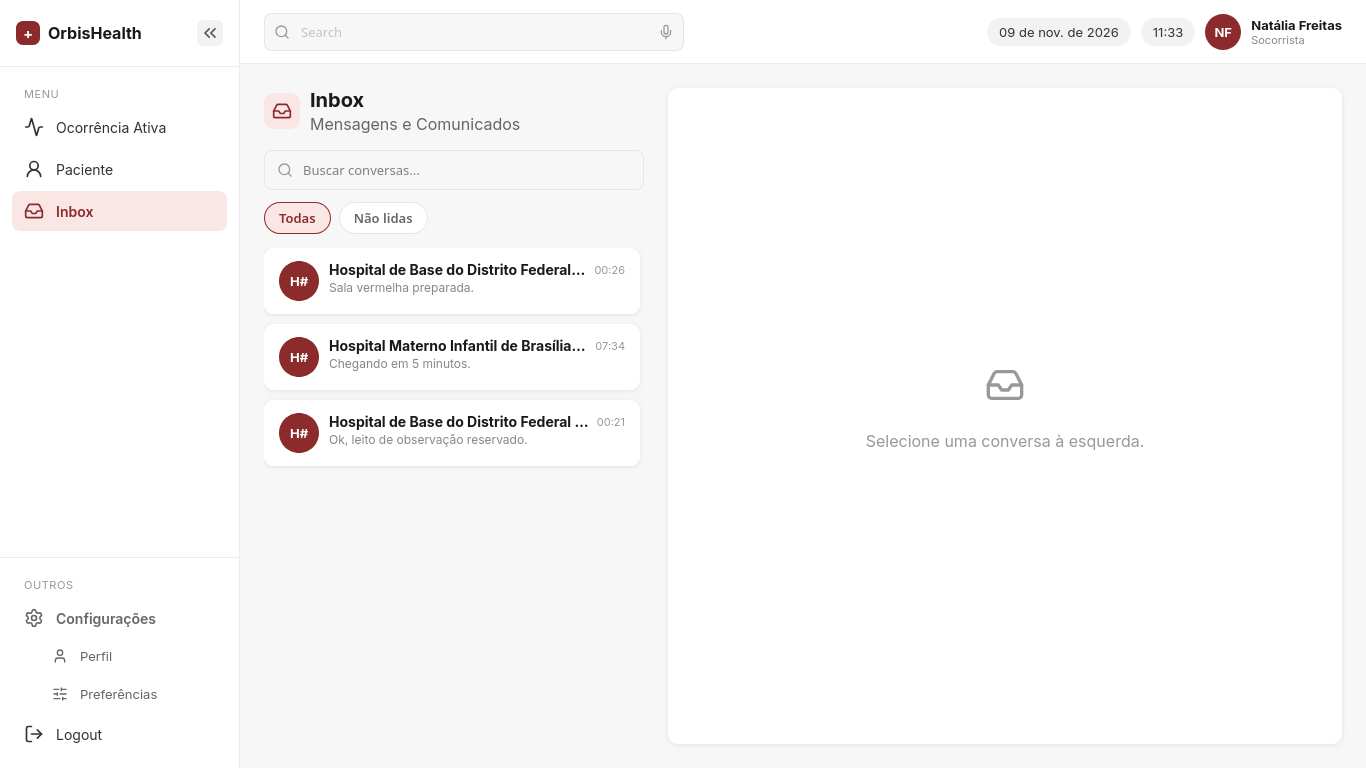 OrbisHealth
Search
09 de nov. de 2026
11:33
NF
Natália Freitas
Socorrista
MENU
Ocorrência Ativa
Paciente
Inbox
Inbox
Mensagens e Comunicados
Buscar conversas...
Todas
Não lidas
H#
Hospital de Base do Distrito Federal...
00:26
Sala vermelha preparada.
H#
Hospital Materno Infantil de Brasília...
07:34
Chegando em 5 minutos.
H#
Hospital de Base do Distrito Federal ...
00:21
Ok, leito de observação reservado.
Selecione uma conversa à esquerda.
OUTROS
Configurações
Perfil
Preferências
Logout